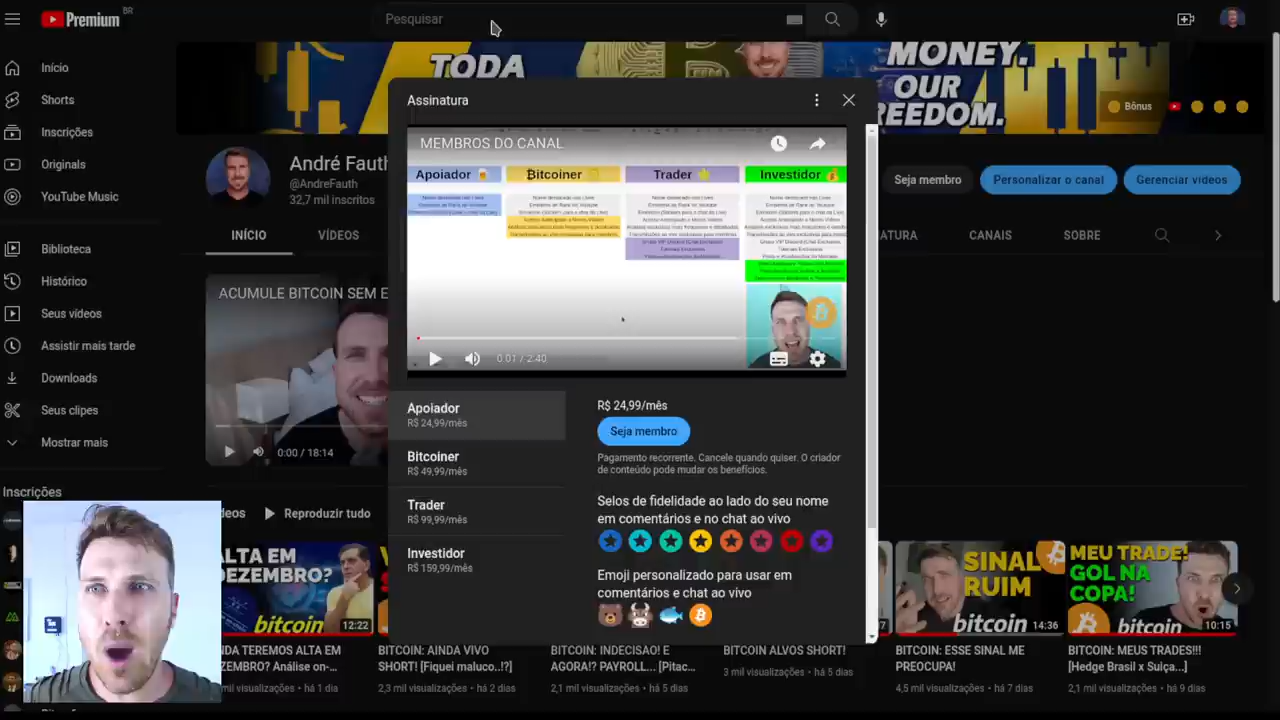 Premium BR
Pesquisar
Início
Shorts
Inscrições
Originals
YouTube Music
Biblioteca
Histórico
Seus vídeos
Assistir mais tarde
Downloads
Seus clipes
Mostrar mais
Inscrições
TODA
MONEY.
OUR
REEDOM.
Bônus
André Fauth
@AndreFauth
32,7 mil inscritos
Seja membro
Personalizar o canal
Gerenciar vídeos
INÍCIO
VÍDEOS
ATURA
CANAIS
SOBRE
ACUMULE BITCOIN SEM E
0:00 / 18:14
Assinatura
MEMBROS DO CANAL
Apoiador
Bitcoiner
Trader
Investidor
0:01 / 2:40
Apoiador
R$ 24,99/mês
Bitcoiner
R$ 49,99/mês
Trader
R$ 99,99/mês
Investidor
R$ 159,99/mês
R$ 24,99/mês
Seja membro
Pagamento recorrente. Cancele quando quiser. O criador
de conteúdo pode mudar os benefícios.
Selos de fidelidade ao lado do seu nome
em comentários e no chat ao vivo
Emoji personalizado para usar em
comentários e chat ao vivo
deos
Reproduzir tudo
ALTA EM
DEZEMBRO?
12:22
NDA TEREMOS ALTA EM
EZEMBRO? Análise on-...
mil visualizações • há 1 dia
bitcoin
BITCOIN: AINDA VIVO
SHORT! [Fiquei maluco..!?]
2,3 mil visualizações • há 2 dias
BITCOIN: INDECISÃO! E
AGORA!? PAYROLL... [Pitac...
2,1 mil visualizações • há 5 dias
BITCOIN ALVOS SHORT!
3 mil visualizações • há 5 dias
SINAL
RUIM
bitcoin
14:36
BITCOIN: ESSE SINAL ME
PREOCUPA!
4,5 mil visualizações • há 7 dias
MEU TRADE!
GOL NA
COPA!
bitcoin
10:15
BITCOIN: MEUS TRADES!!!
[Hedge Brasil x Suiça...]
2,1 mil visualizações • há 9 dias